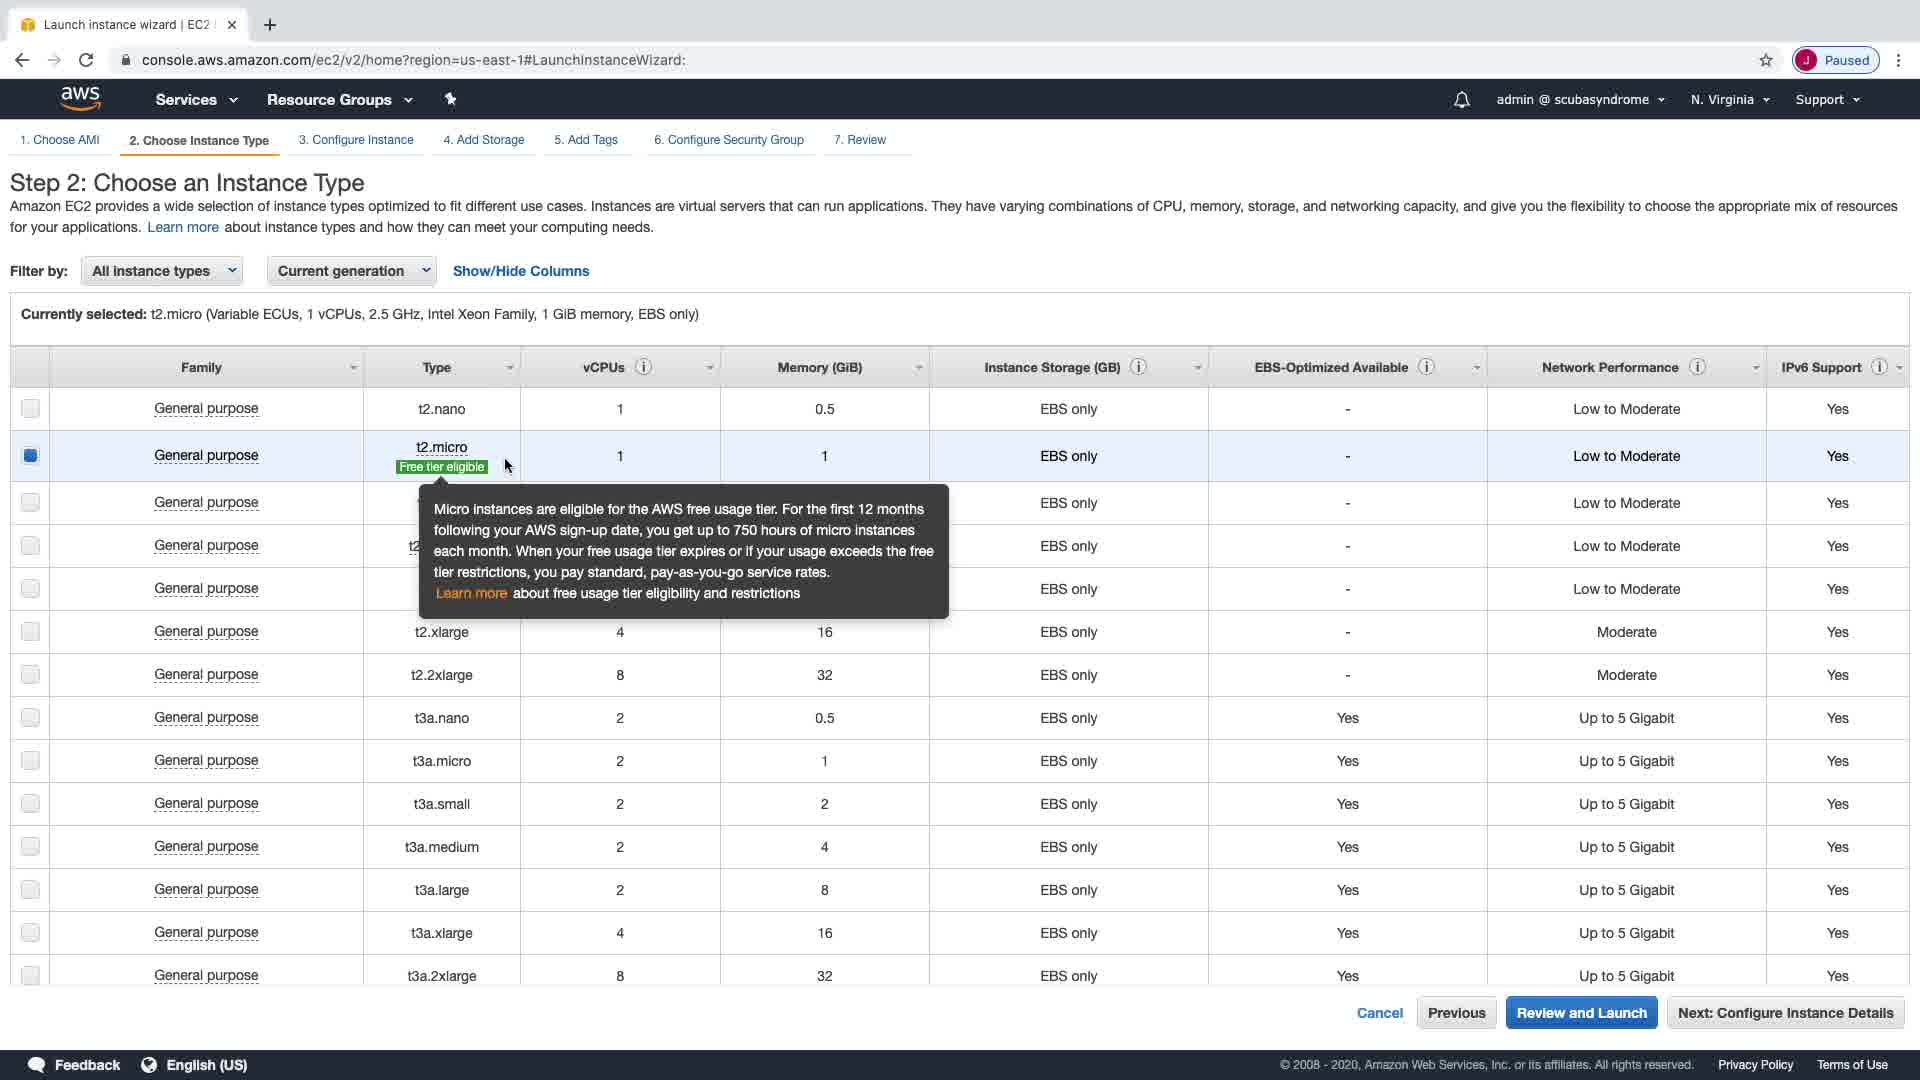 Launch instance wizard | EC2
console.aws.amazon.com/ec2/v2/home?region=us-east-1#LaunchInstanceWizard:
J Paused
aws Services Resource Groups admin @ scubasyndrome N. Virginia Support
1. Choose AMI 2. Choose Instance Type 3. Configure Instance 4. Add Storage 5. Add Tags 6. Configure Security Group 7. Review
Step 2: Choose an Instance Type
Amazon EC2 provides a wide selection of instance types optimized to fit different use cases. Instances are virtual servers that can run applications. They have varying combinations of CPU, memory, storage, and networking capacity, and give you the flexibility to choose the appropriate mix of resources
for your applications. Learn more about instance types and how they can meet your computing needs.
Filter by: All instance types Current generation Show/Hide Columns
Currently selected: t2.micro (Variable ECUs, 1 vCPUs, 2.5 GHz, Intel Xeon Family, 1 GiB memory, EBS only)
Family Type vCPUs i Memory (GiB) Instance Storage (GB) i EBS-Optimized Available i Network Performance i IPv6 Support i
General purpose t2.nano 1 0.5 EBS only - Low to Moderate Yes
General purpose t2.micro 1 1 EBS only - Low to Moderate Yes
Free tier eligible
General purpose EBS only - Low to Moderate Yes
General purpose t2 EBS only - Low to Moderate Yes
General purpose EBS only - Low to Moderate Yes
Micro instances are eligible for the AWS free usage tier. For the first 12 months
following your AWS sign-up date, you get up to 750 hours of micro instances
each month. When your free usage tier expires or if your usage exceeds the free
tier restrictions, you pay standard, pay-as-you-go service rates.
Learn more about free usage tier eligibility and restrictions
General purpose t2.xlarge 4 16 EBS only - Moderate Yes
General purpose t2.2xlarge 8 32 EBS only - Moderate Yes
General purpose t3a.nano 2 0.5 EBS only Yes Up to 5 Gigabit Yes
General purpose t3a.micro 2 1 EBS only Yes Up to 5 Gigabit Yes
General purpose t3a.small 2 2 EBS only Yes Up to 5 Gigabit Yes
General purpose t3a.medium 2 4 EBS only Yes Up to 5 Gigabit Yes
General purpose t3a.large 2 8 EBS only Yes Up to 5 Gigabit Yes
General purpose t3a.xlarge 4 16 EBS only Yes Up to 5 Gigabit Yes
General purpose t3a.2xlarge 8 32 EBS only Yes Up to 5 Gigabit Yes
Cancel Previous Review and Launch Next: Configure Instance Details
Feedback English (US) © 2008 - 2020, Amazon Web Services, Inc. or its affiliates. All rights reserved. Privacy Policy Terms of Use